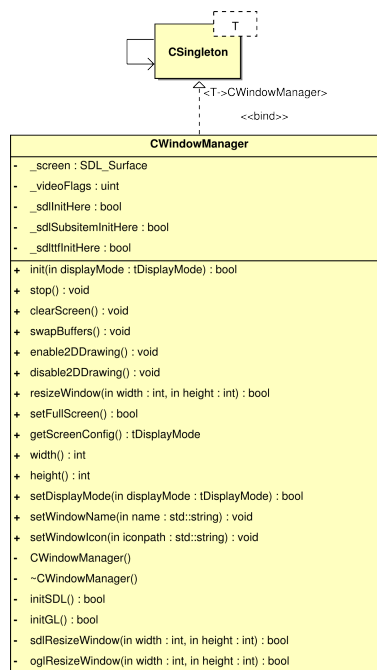 T
CSingleton
<T->CWindowManager>
<<bind>>
CWindowManager
- _screen : SDL_Surface
- _videoFlags : uint
- _sdlInitHere : bool
- _sdlSubsitemInitHere : bool
- _sdlttfInitHere : bool
+ init(in displayMode : tDisplayMode) : bool
+ stop() : void
+ clearScreen() : void
+ swapBuffers() : void
+ enable2DDrawing() : void
+ disable2DDrawing() : void
+ resizeWindow(in width : int, in height : int) : bool
+ setFullScreen() : bool
+ getScreenConfig() : tDisplayMode
+ width() : int
+ height() : int
+ setDisplayMode(in displayMode : tDisplayMode) : bool
+ setWindowName(in name : std::string) : void
+ setWindowIcon(in iconpath : std::string) : void
- CWindowManager()
- ~CWindowManager()
- initSDL() : bool
- initGL() : bool
- sdlResizeWindow(in width : int, in height : int) : bool
- oglResizeWindow(in width : int, in height : int) : bool